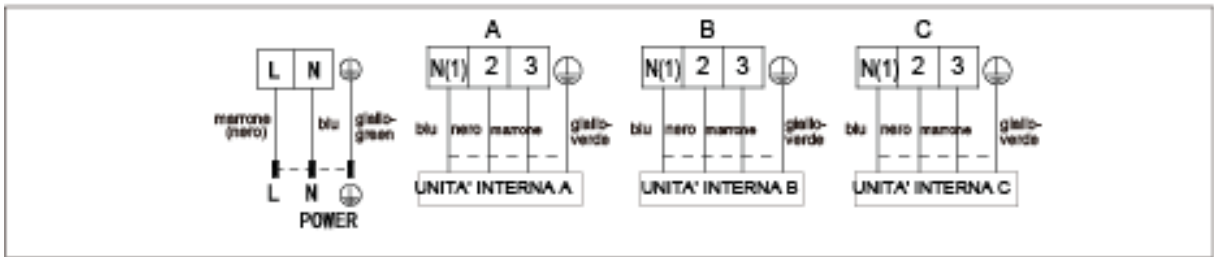 A B C
L N
N(1) 2 3
N(1) 2 3
N(1) 2 3
marrone
(nero)
blu
giallo-
green
blu nero marrone giallo-
verde
blu nero marrone giallo-
verde
blu nero marrone giallo-
verde
L N
POWER
UNITA' INTERNA A
UNITA' INTERNA B
UNITA' INTERNA C